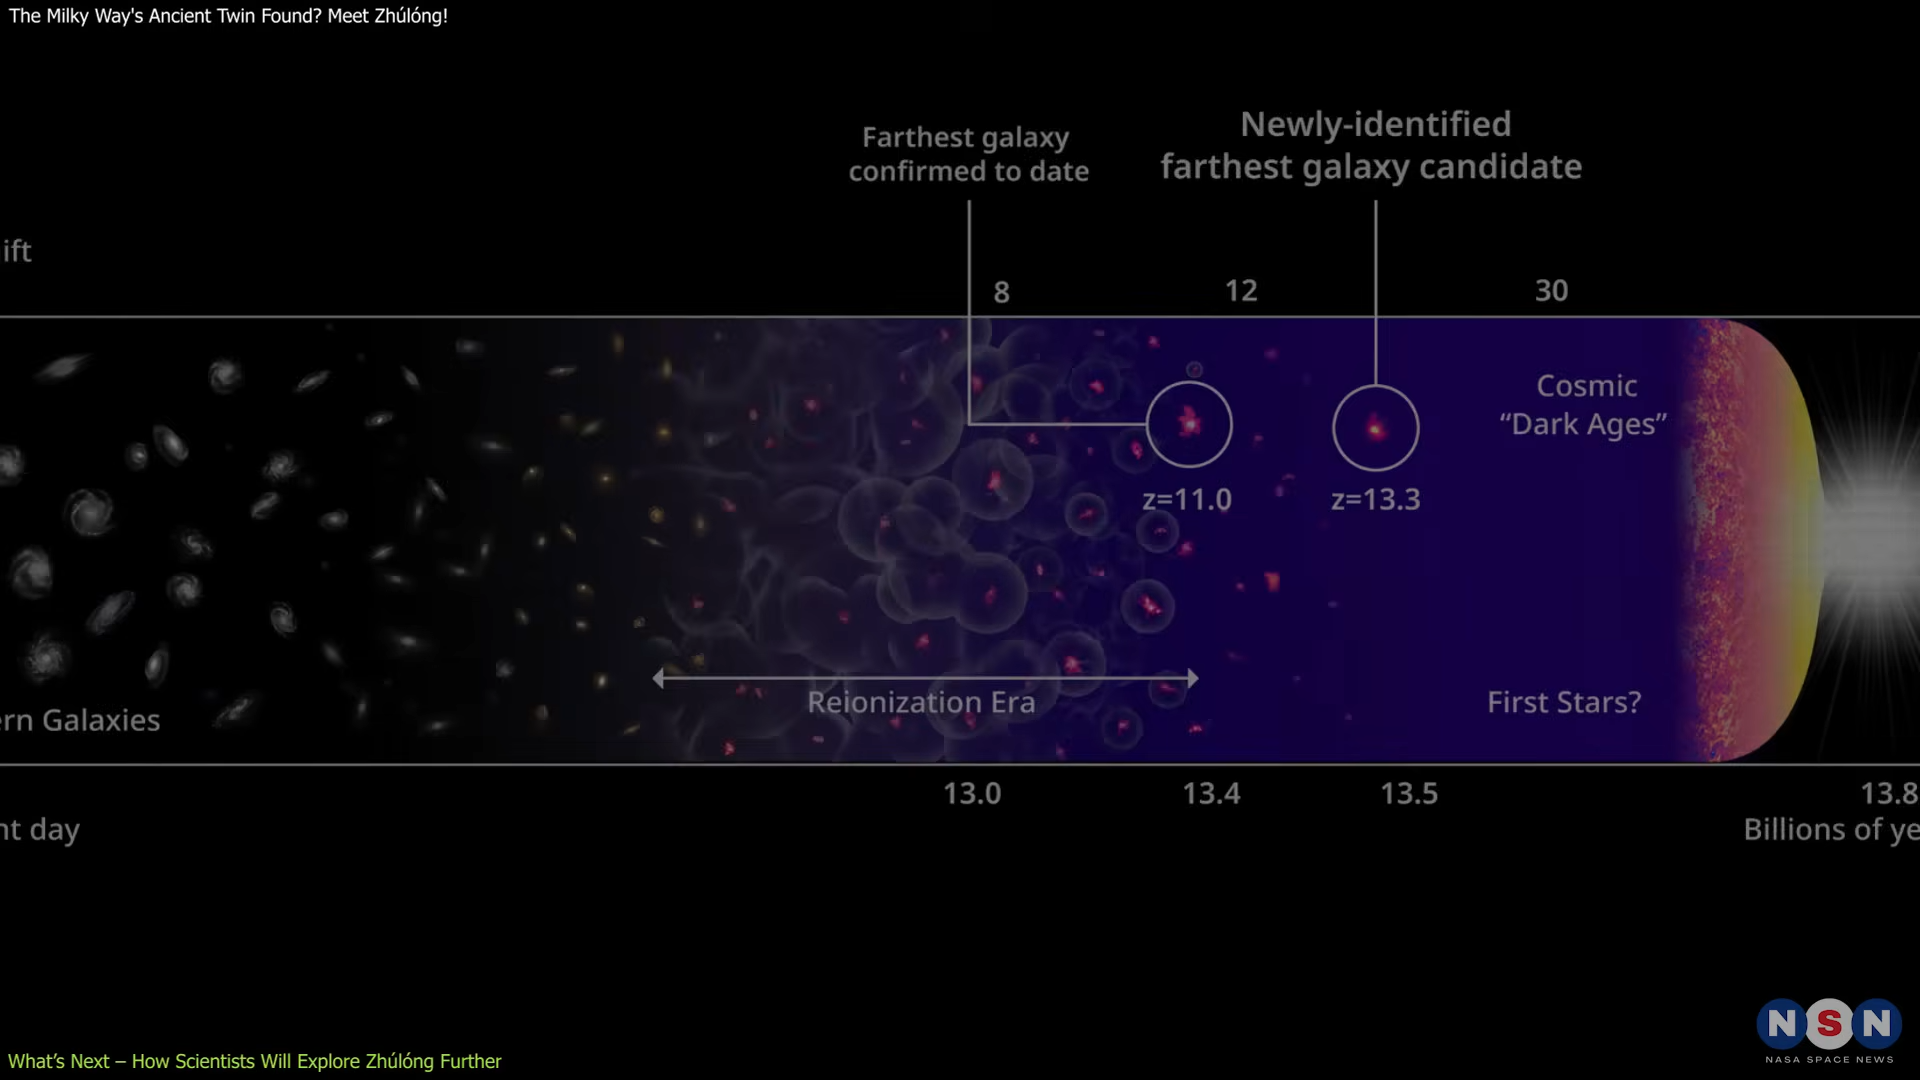 The Milky Way's Ancient Twin Found? Meet Zhúlóng!
Farthest galaxy
confirmed to date
Newly-identified
farthest galaxy candidate
ift
8
12
30
Cosmic
“Dark Ages”
z=11.0
z=13.3
Reionization Era
First Stars?
ern Galaxies
13.0
13.4
13.5
13.8
nt day
Billions of ye
NSN
NASA SPACE NEWS
What’s Next – How Scientists Will Explore Zhúlóng Further